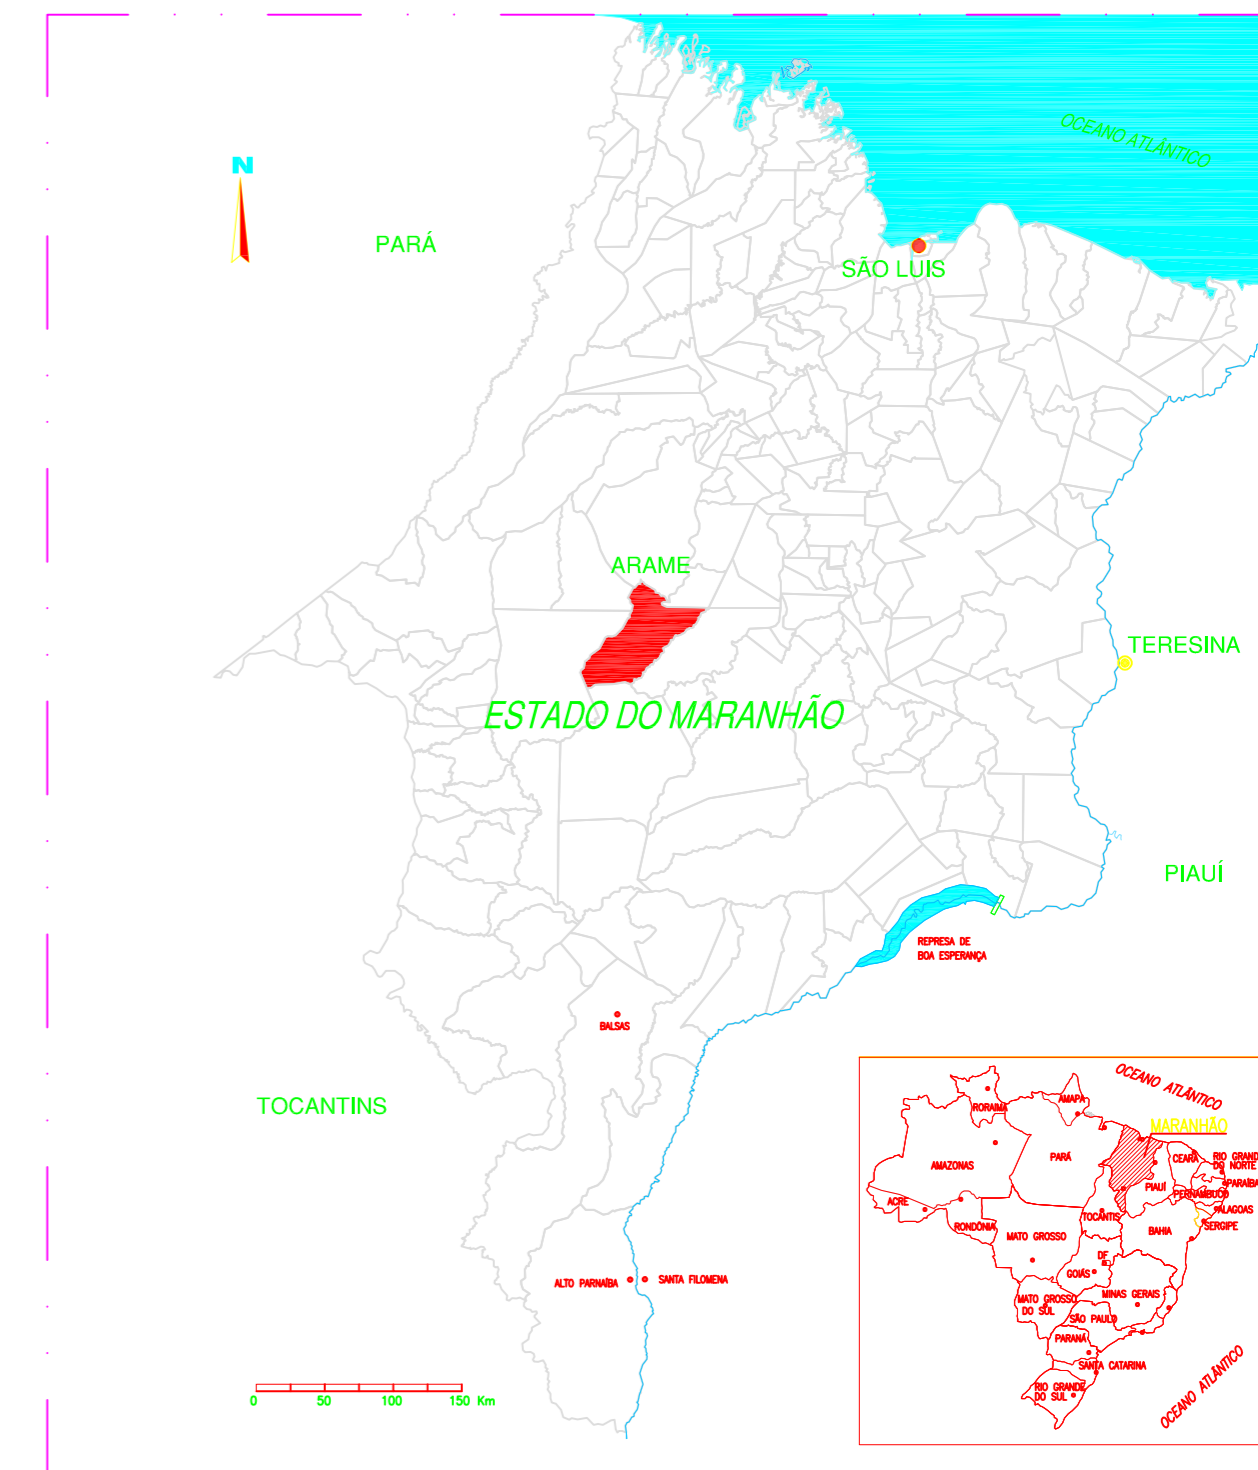 OCEANO ATLÂNTICO
N
PARÁ
SÃO LUIS
ARAME
TERESINA
ESTADO DO MARANHÃO
PIAUÍ
REPRESA DE
BOA ESPERANÇA
BALSAS
TOCANTINS
ALTO PARNAÍBA
SANTA FILOMENA
0 50 100 150 Km
OCEANO ATLÂNTICO
RORAIMA
AMAPA
MARANHÃO
AMAZONAS
PARÁ
CEARÁ
RIO GRAND
DO NORTE
PIAUÍ
PARAÍBA
PERNAMBUCO
ACRE
ALAGOAS
TOCANTIS
SERGIPE
RONDÔNIA
MATO GROSSO
BAHIA
DF
GOIÁS
MINAS GERAIS
MATO GROSSO
DO SUL
SÃO PAULO
PARANÁ
SANTA CATARINA
RIO GRANDE
DO SUL
OCEANO ATLÂNTICO